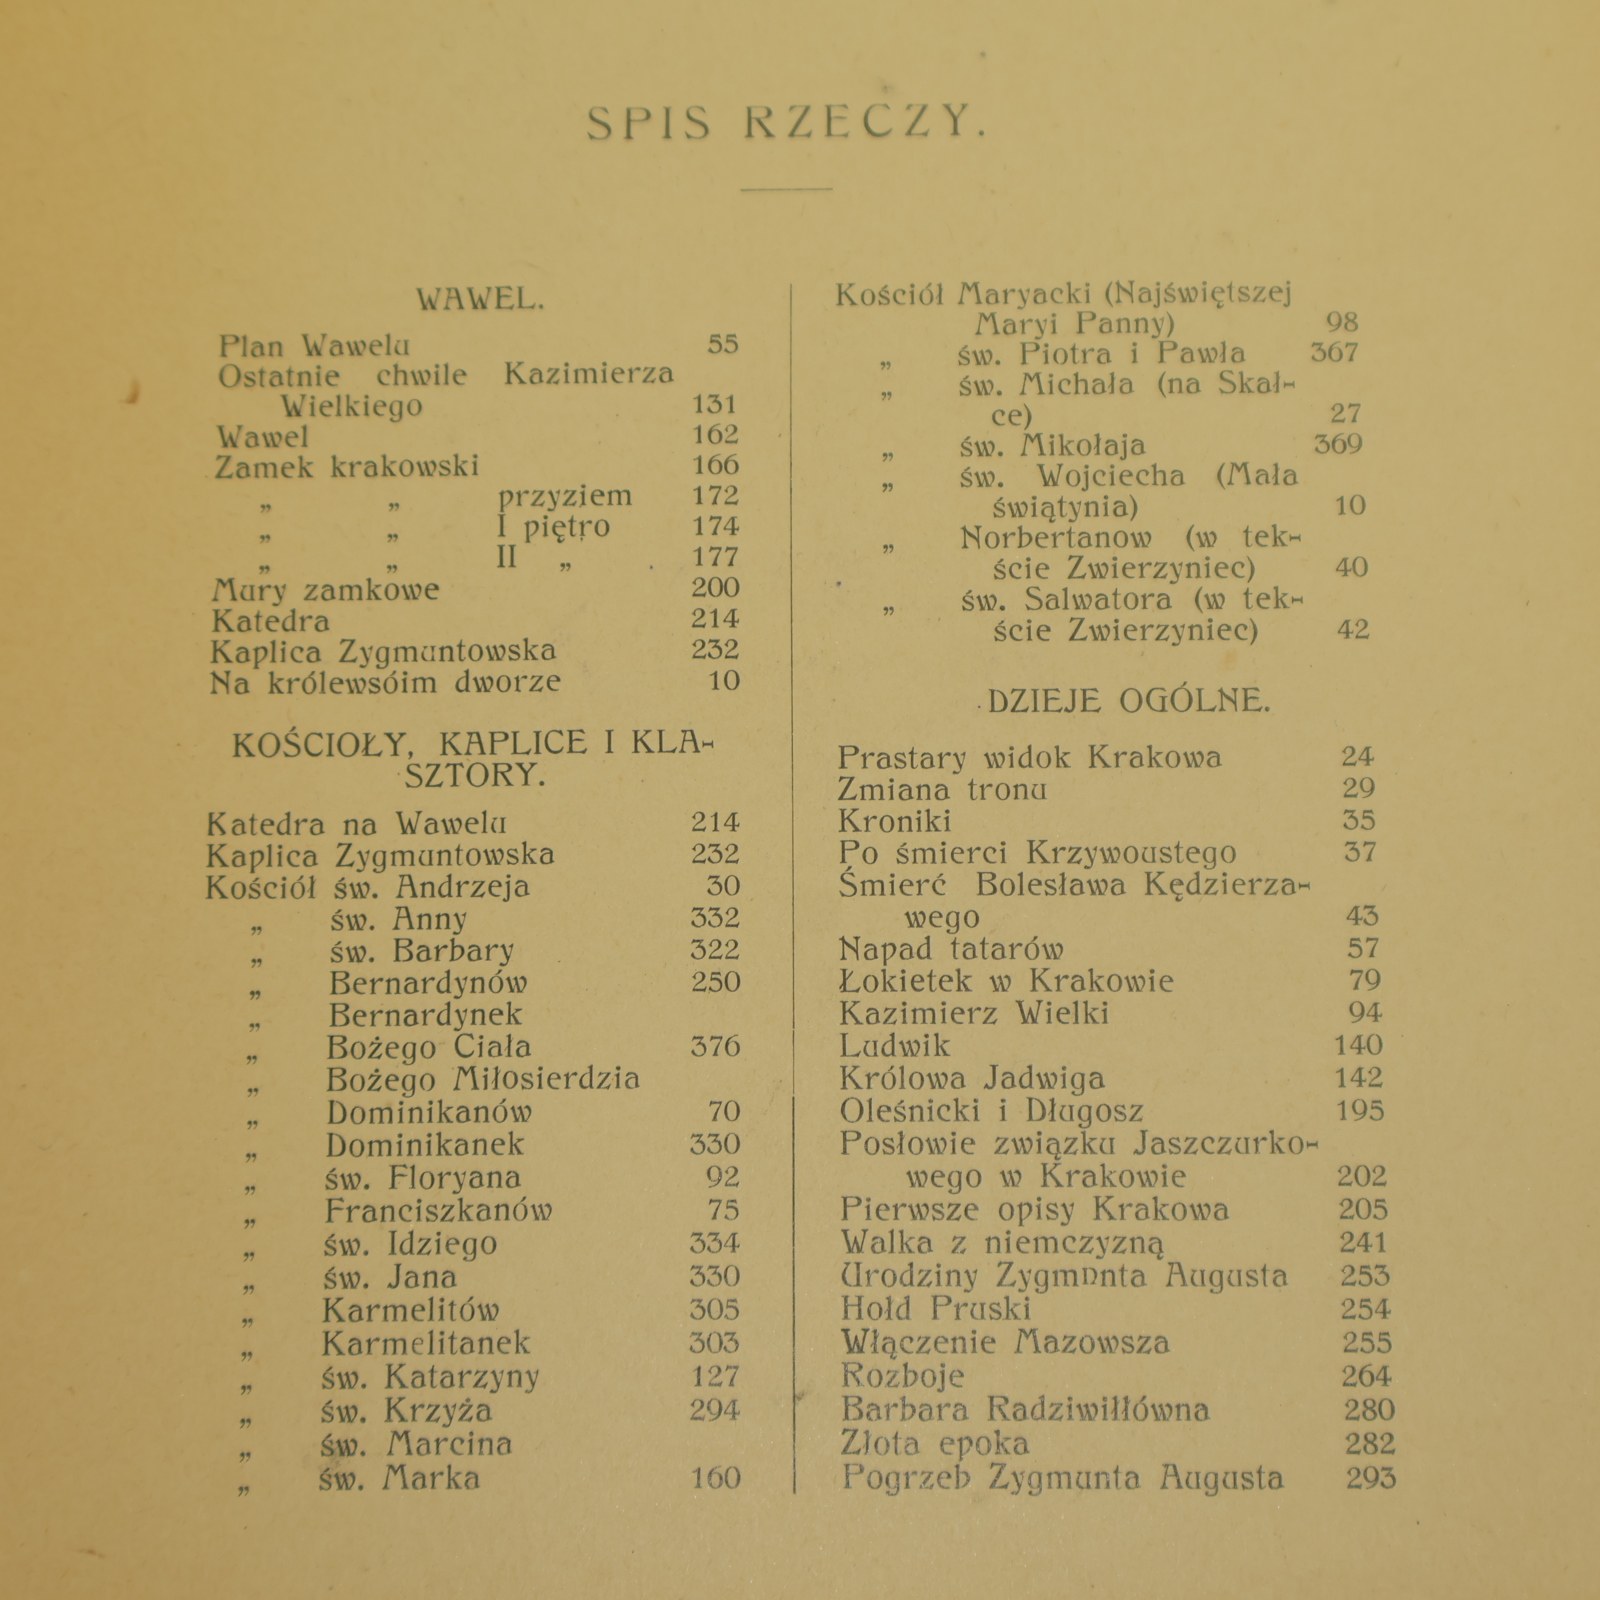 SPIS RZECZY.
WAWEL.
Plan Wawelu 55
Ostatnie chwile Kazimierza
Wielkiego 131
Wawel 162
Zamek krakowski 166
„ „ przyziem 172
„ „ I piętro 174
„ „ II „ . 177
Mury zamkowe 200
Katedra 214
Kaplica Zygmuntowska 232
Na królewsóim dworze 10
KOŚCIOŁY, KAPLICE I KLA-
SZTORY.
Katedra na Wawelu 214
Kaplica Zygmuntowska 232
Kościół św. Andrzeja 30
„ św. Anny 332
„ św. Barbary 322
„ Bernardynów 250
„ Bernardynek
„ Bożego Ciała 376
„ Bożego Miłosierdzia
„ Dominikanów 70
„ Dominikanek 330
„ św. Floryana 92
„ Franciszkanów 75
„ św. Idziego 334
„ św. Jana 330
„ Karmelitów 305
„ Karmelitanek 303
„ św. Katarzyny 127
„ św. Krzyża 294
„ św. Marcina
„ św. Marka 160
Kościół Maryacki (Najświętszej
Maryi Panny) 98
„ św. Piotra i Pawła 367
„ św. Michała (na Skał-
ce) 27
„ św. Mikołaja 369
„ św. Wojciecha (Mała
świątynia) 10
„ Norbertanow (w tek-
ście Zwierzyniec) 40
„ św. Salwatora (w tek-
ście Zwierzyniec) 42
DZIEJE OGÓLNE.
Prastary widok Krakowa 24
Zmiana tronu 29
Kroniki 35
Po śmierci Krzywoustego 37
Śmierć Bolesława Kędzierza-
wego 43
Napad tatarów 57
Łokietek w Krakowie 79
Kazimierz Wielki 94
Ludwik 140
Królowa Jadwiga 142
Oleśnicki i Długosz 195
Posłowie związku Jaszczurko-
wego w Krakowie 202
Pierwsze opisy Krakowa 205
Walka z niemczyzną 241
Urodziny Zygmnnta Augusta 253
Hołd Pruski 254
Włączenie Mazowsza 255
Rozboje 264
Barbara Radziwiłłówna 280
Złota epoka 282
Pogrzeb Zygmunta Augusta 293